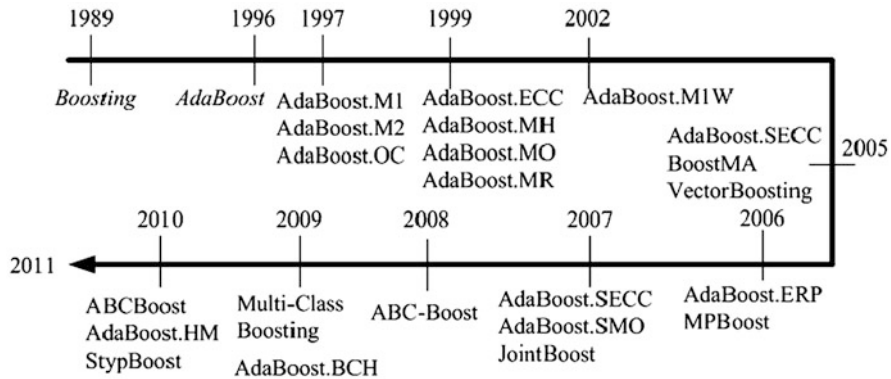 1989 1996 1997 1999 2002
Boosting AdaBoost AdaBoost.M1 AdaBoost.ECC AdaBoost.M1W
AdaBoost.M2 AdaBoost.MH
AdaBoost.OC AdaBoost.MO
AdaBoost.MR
AdaBoost.SECC 2005
BoostMA
VectorBoosting
2010 2009 2008 2007 2006
2011
ABCBoost
AdaBoost.HM
StypBoost
Multi-Class
Boosting
AdaBoost.BCH
ABC-Boost
AdaBoost.SECC
AdaBoost.SMO
JointBoost
AdaBoost.ERP
MPBoost